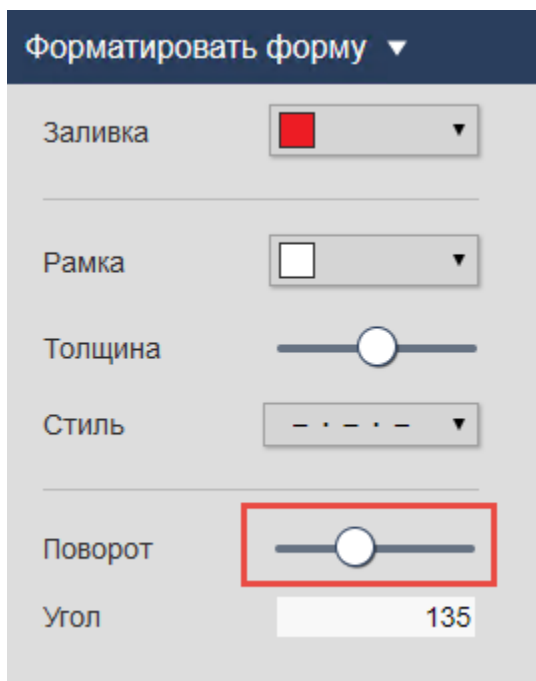 Форматировать форму
Заливка
Рамка
Толщина
Стиль
Поворот
Угол 135